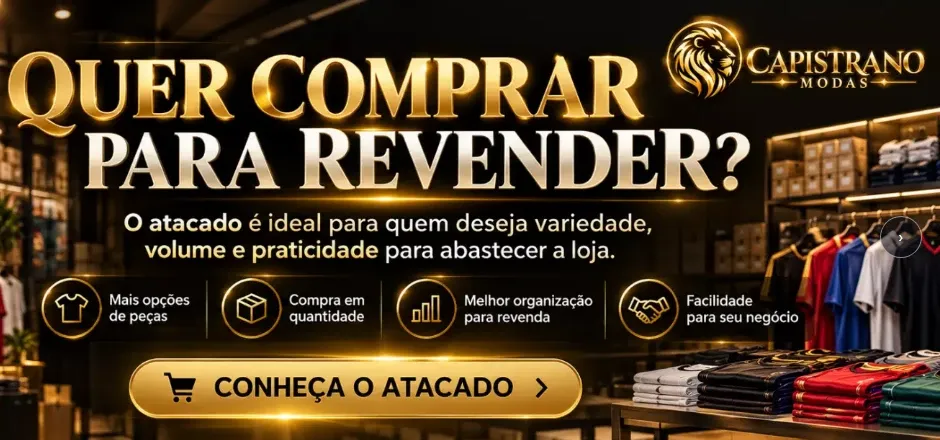 QUER COMPRAR
PARA REVENDER?
CAPISTRANO
MODAS
O atacado é ideal para quem deseja variedade,
volume e praticidade para abastecer a loja.
Mais opções
de peças
Compra em
quantidade
Melhor organização
para revenda
Facilidade
para seu negócio
CONHEÇA O ATACADO